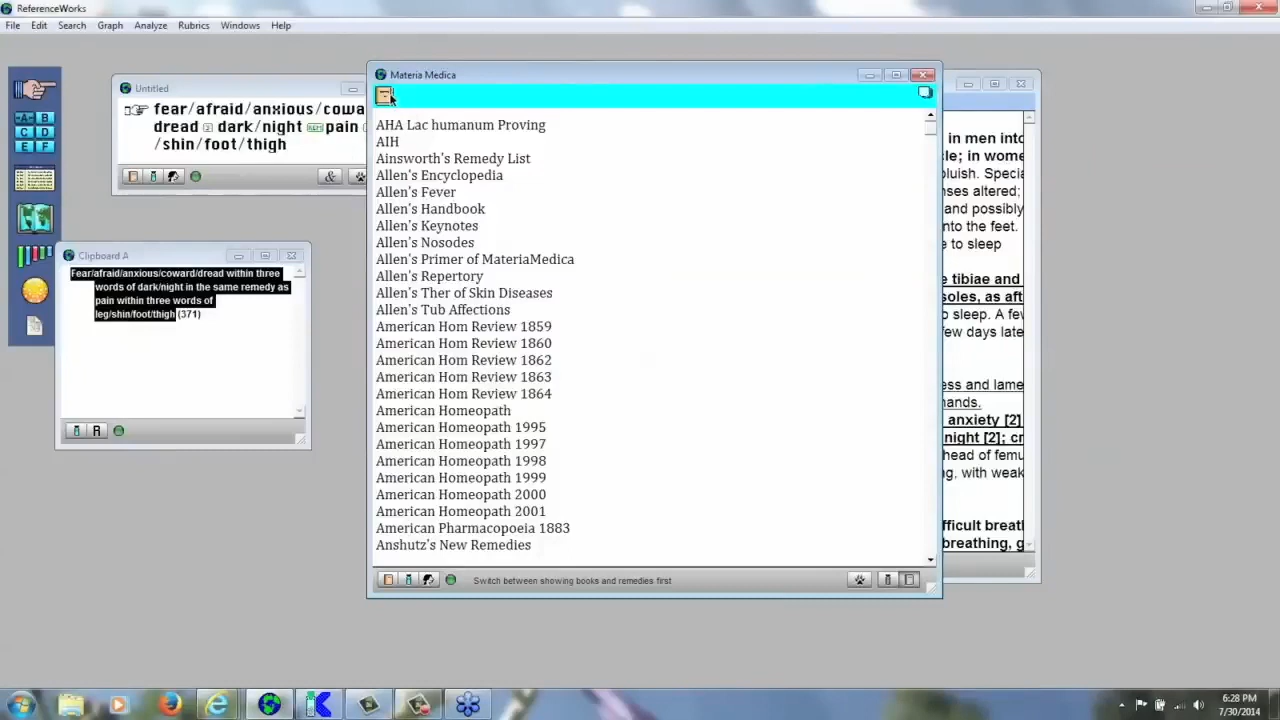 ReferenceWorks
File Edit Search Graph Analyze Rubrics Windows Help
Untitled
fear/afraid/anxious/cowa
dread 2 dark/night REM pain
/shin/foot/thigh
&
A B
C D
E F
Clipboard A
Fear/afraid/anxious/coward/dread within three
words of dark/night in the same remedy as
pain within three words of
leg/shin/foot/thigh (371)
R
Materia Medica
AHA Lac humanum Proving
AIH
Ainsworth's Remedy List
Allen's Encyclopedia
Allen's Fever
Allen's Handbook
Allen's Keynotes
Allen's Nosodes
Allen's Primer of MateriaMedica
Allen's Repertory
Allen's Ther of Skin Diseases
Allen's Tub Affections
American Hom Review 1859
American Hom Review 1860
American Hom Review 1862
American Hom Review 1863
American Hom Review 1864
American Homeopath
American Homeopath 1995
American Homeopath 1997
American Homeopath 1998
American Homeopath 1999
American Homeopath 2000
American Homeopath 2001
American Pharmacopoeia 1883
Anshutz's New Remedies
Switch between showing books and remedies first
in men into
le; in wome
luish. Specia
nses altered;
and possibly
nto the feet.
e to sleep
e tibiae and
soles, as aft
o sleep. A fe
ew days late
ess and lame
ands.
anxiety [2]
night [2]; cr
head of femu
ng, with weak
fficult breath
breathing, g
K
6:28 PM
7/30/2014